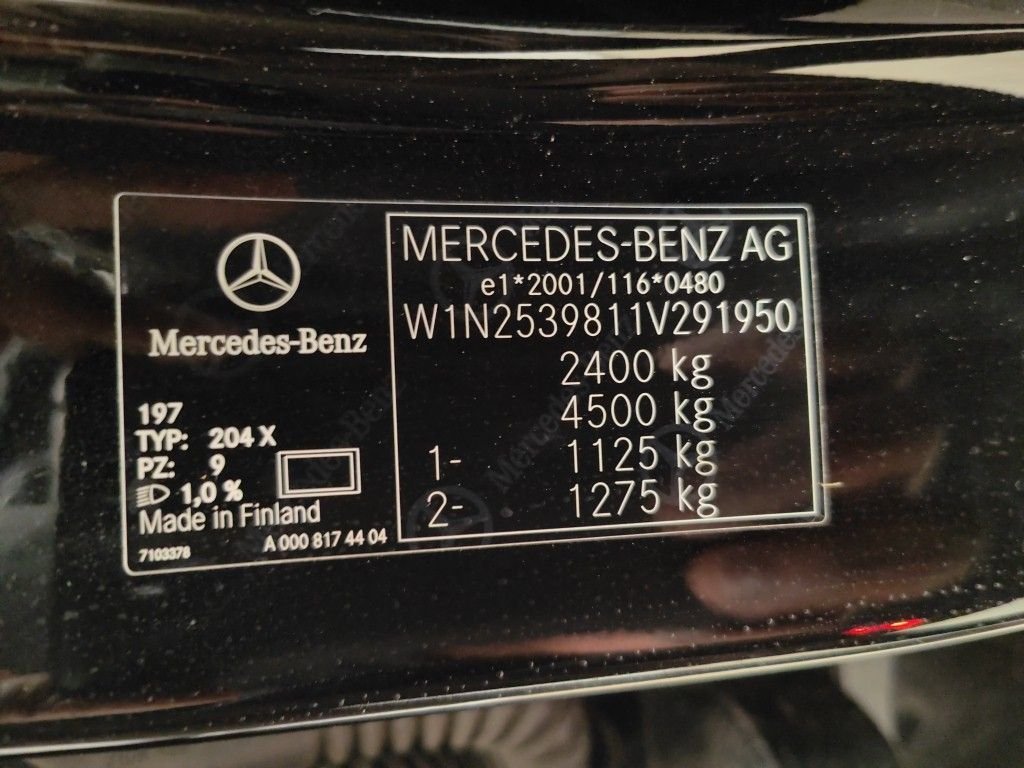 Mercedes-Benz
197
TYP: 204 X
PZ: 9
1,0 %
Made in Finland
7103376 A 000 817 44 04
MERCEDES-BENZ AG
e1*2001/116*0480
W1N2539811V291950
2400 kg
4500 kg
1- 1125 kg
2- 1275 kg